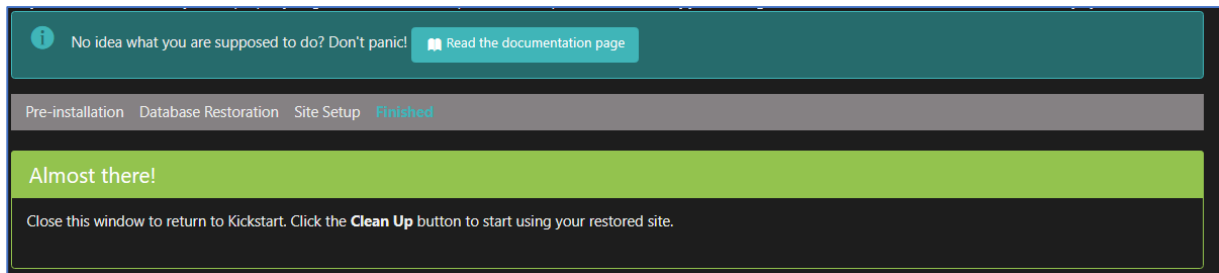 No idea what you are supposed to do? Don't panic! Read the documentation page
Pre-installation Database Restoration Site Setup Finished
Almost there!
Close this window to return to Kickstart. Click the Clean Up button to start using your restored site.